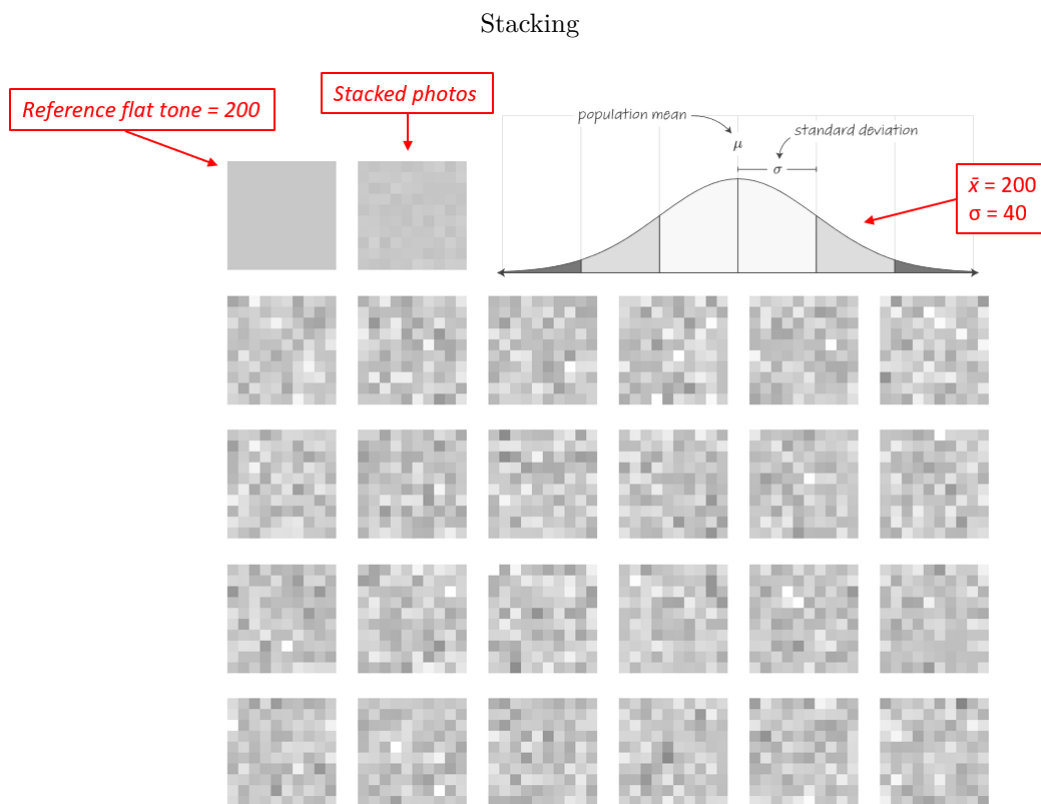 Stacking
Reference flat tone = 200
Stacked photos
population mean
μ
standard deviation
σ
x̄ = 200
σ = 40